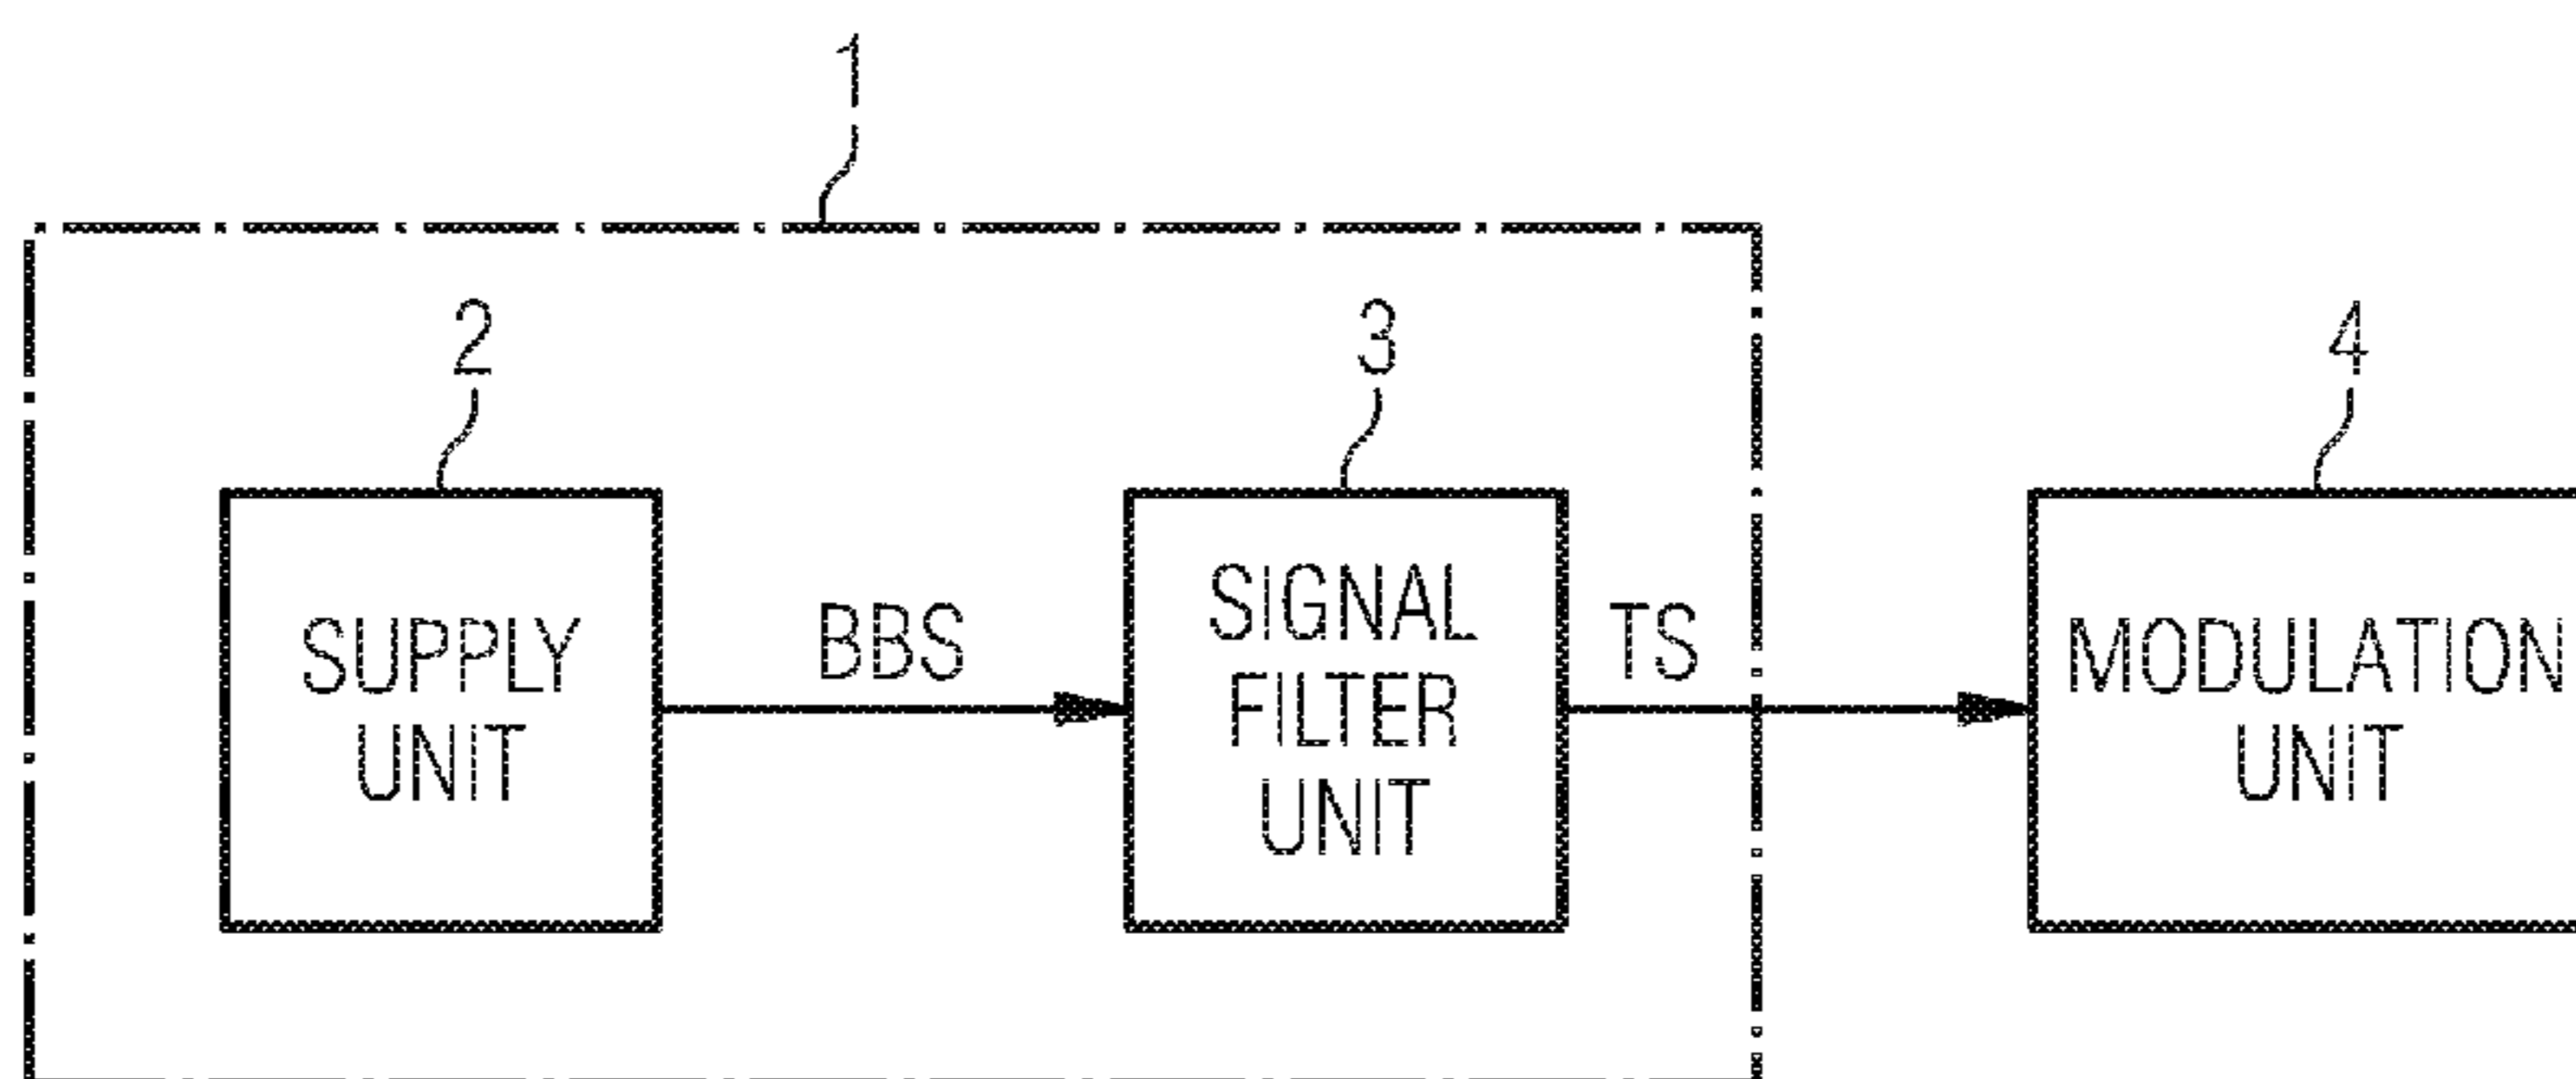 1
2
3
4
SUPPLY
UNIT
BBS
SIGNAL
FILTER
UNIT
TS
MODULATION
UNIT